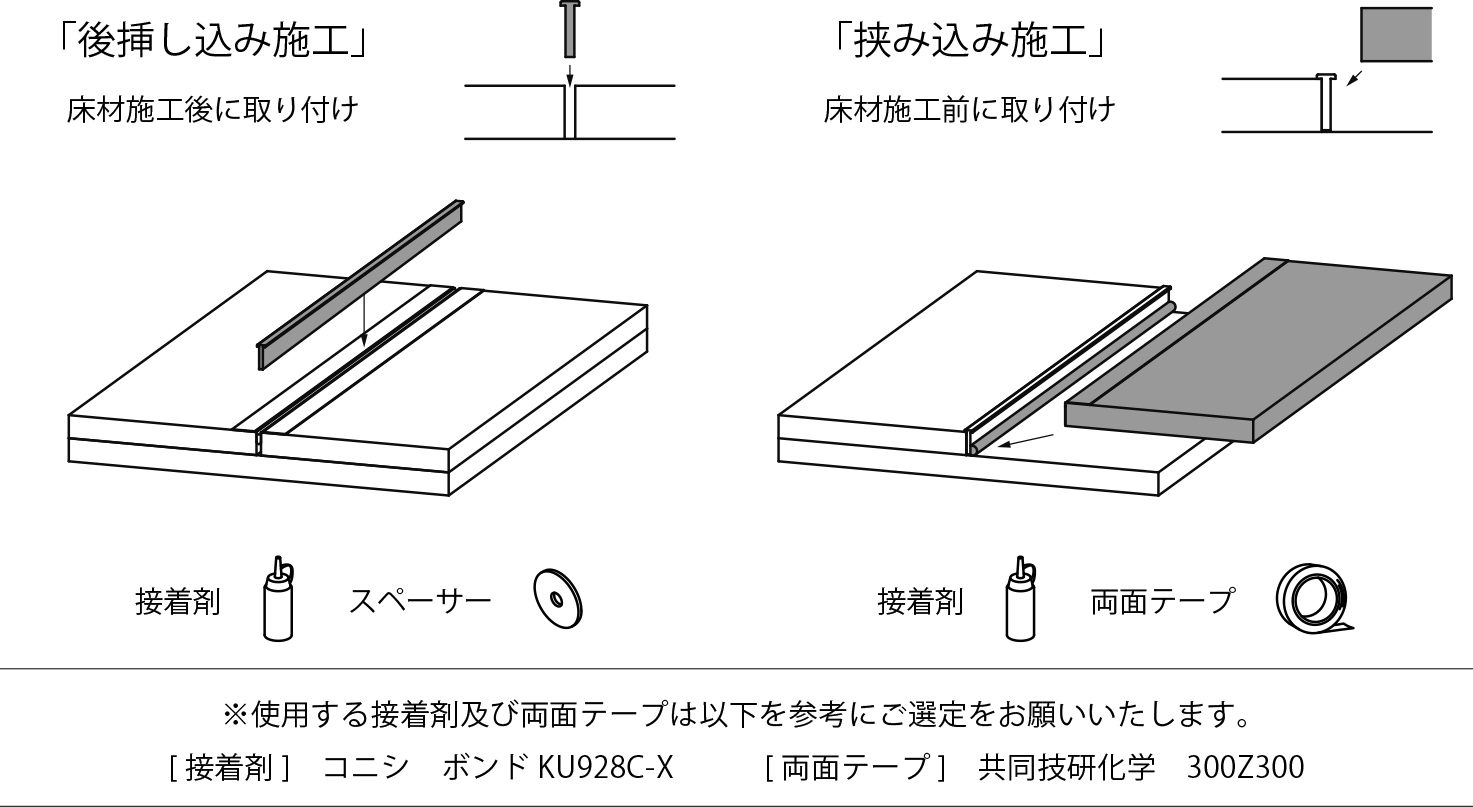 「後挿し込み施工」
床材施工後に取り付け
「挟み込み施工」
床材施工前に取り付け
接着剤
スペーサー
接着剤
両面テープ
※使用する接着剤及び両面テープは以下を参考にご選定をお願いいたします。
[ 接着剤 ]　コニシ　ボンド KU928C-X　　　[ 両面テープ ]　共同技研化学　300Z300